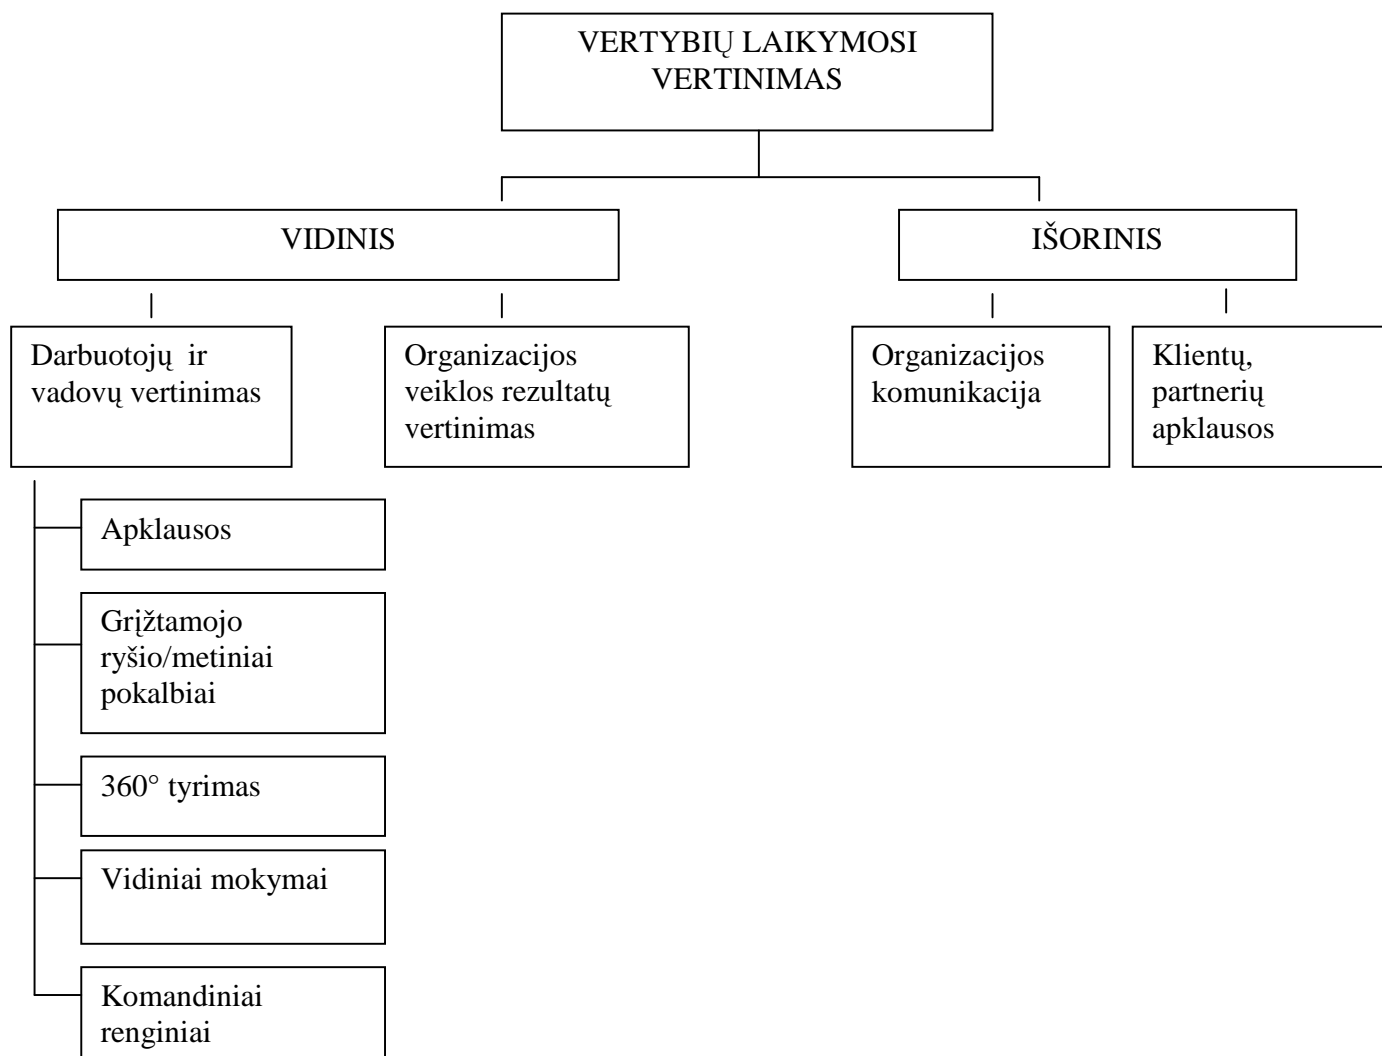 VERTYBIŲ LAIKYMOSI
VERTINIMAS
VIDINIS
IŠORINIS
Darbuotojų ir
vadovų vertinimas
Organizacijos
veiklos rezultatų
vertinimas
Organizacijos
komunikacija
Klientų,
partnerių
apklausos
Apklausos
Grįžtamojo
ryšio/metiniai
pokalbiai
360° tyrimas
Vidiniai mokymai
Komandiniai
renginiai